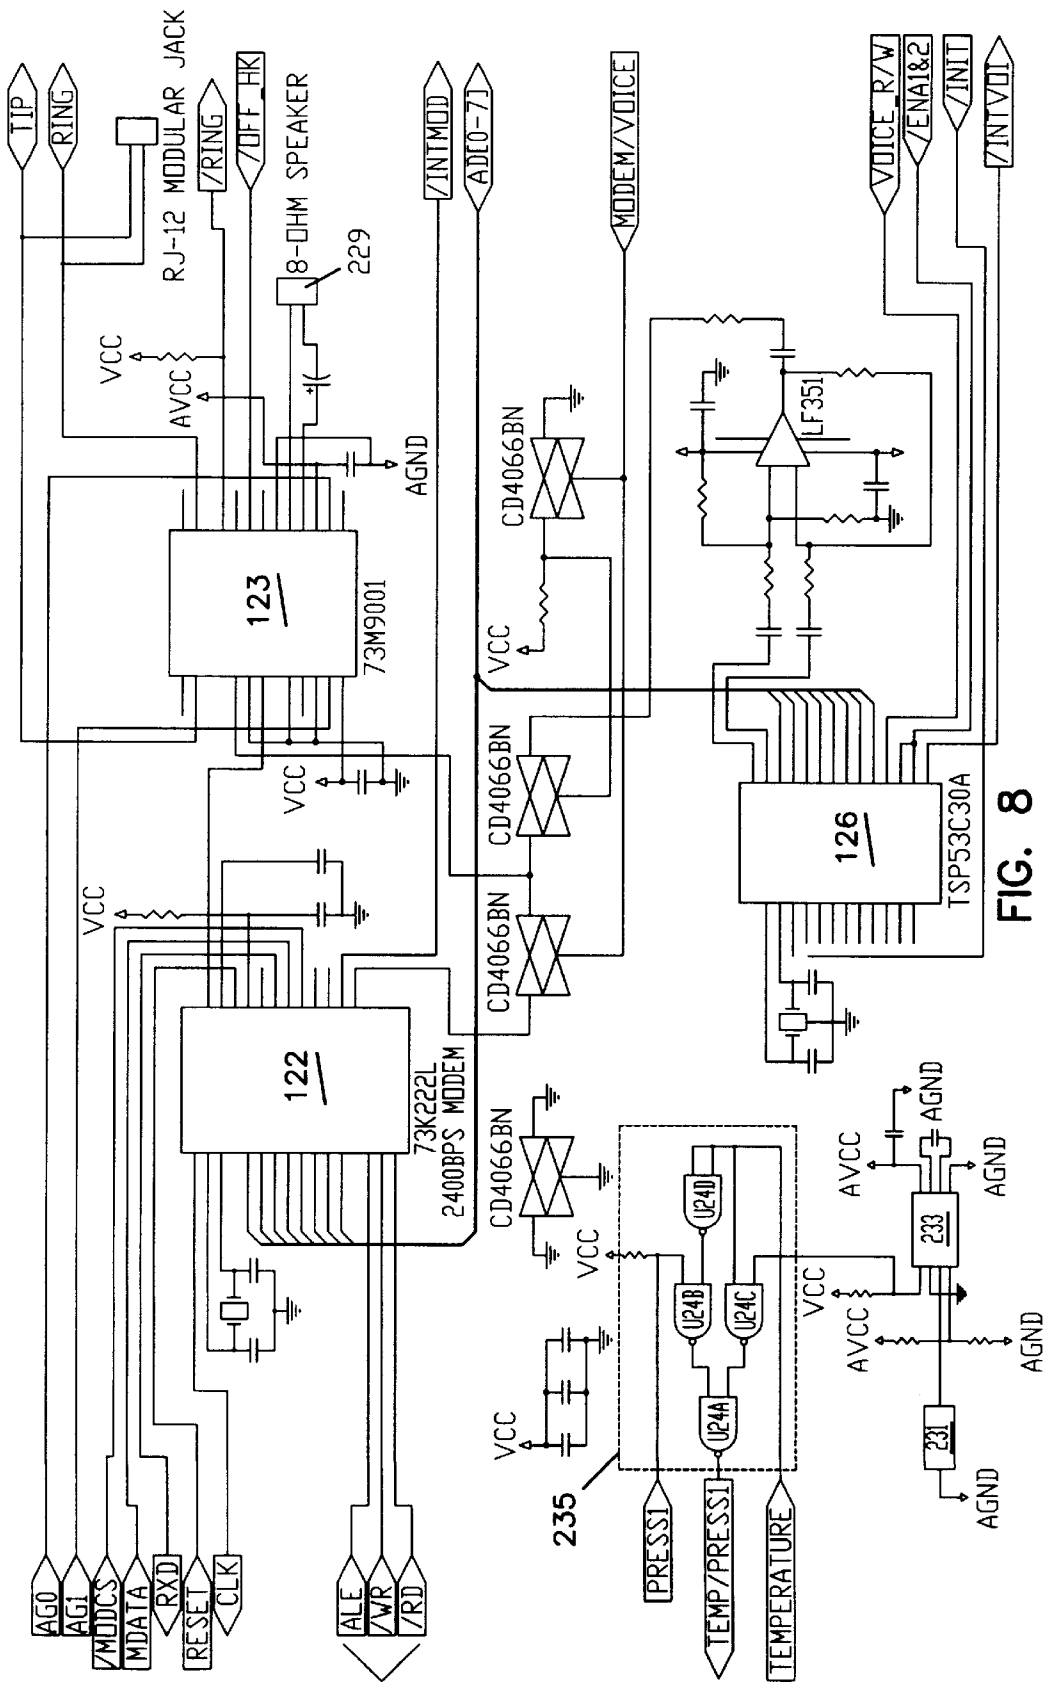 TIP
RING
RJ-12 MODULAR JACK
/RING
/OFF_HK
8-OHM SPEAKER
229
VCC
AVCC
AGND
123
73M9001
VCC
VCC
122
73K222L
2400BPS MODEM
AG0
AG1
/MODCS
MDATA
RXD
RESET
CLK
ALE
/WR
/RD
/INTMOD
AD[0-7]
MODEM/VOICE
CD4066BN
VCC
CD4066BN
CD4066BN
CD4066BN
VCC
VCC
235
PRESS1
TEMP/PRESS1
TEMPERATURE
U24A
U24B
U24C
U24D
VOICE_R/W
/ENA1&2
/INIT
/INTVOI
LF351
126
TSP53C30A
VCC
AVCC
AVCC
AGND
AGND
233
AGND
231
AGND
FIG. 8